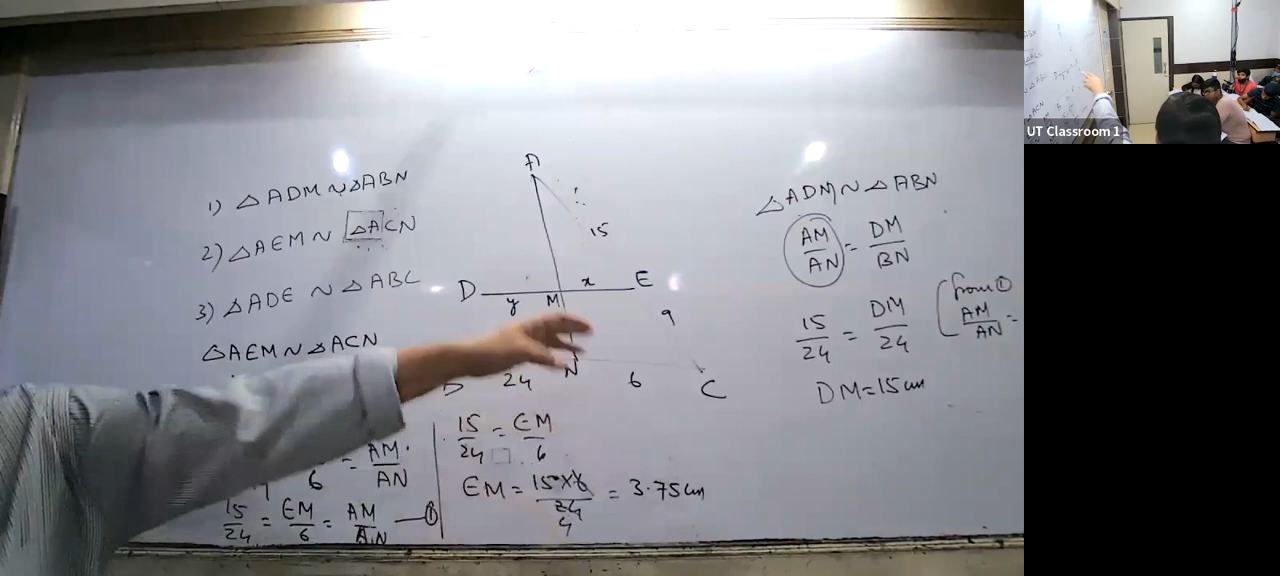 1) △ADM ~ △ABN
2) △AEM ~ △ACN
3) △ADE ~ △ABC
△AEM ~ △ACN
6 = AM/AN
15/24 = EM/6 = AM/AN —①
A
15
D
x
E
y
M
9
24
N
6
C
15/24 = EM/6
EM = 15×6/24 = 3.75cm
4
△ADM ~ △ABN
AM/AN = DM/BN
15/24 = DM/24
(from ①
AM/AN =
DM = 15cm
UT Classroom 1